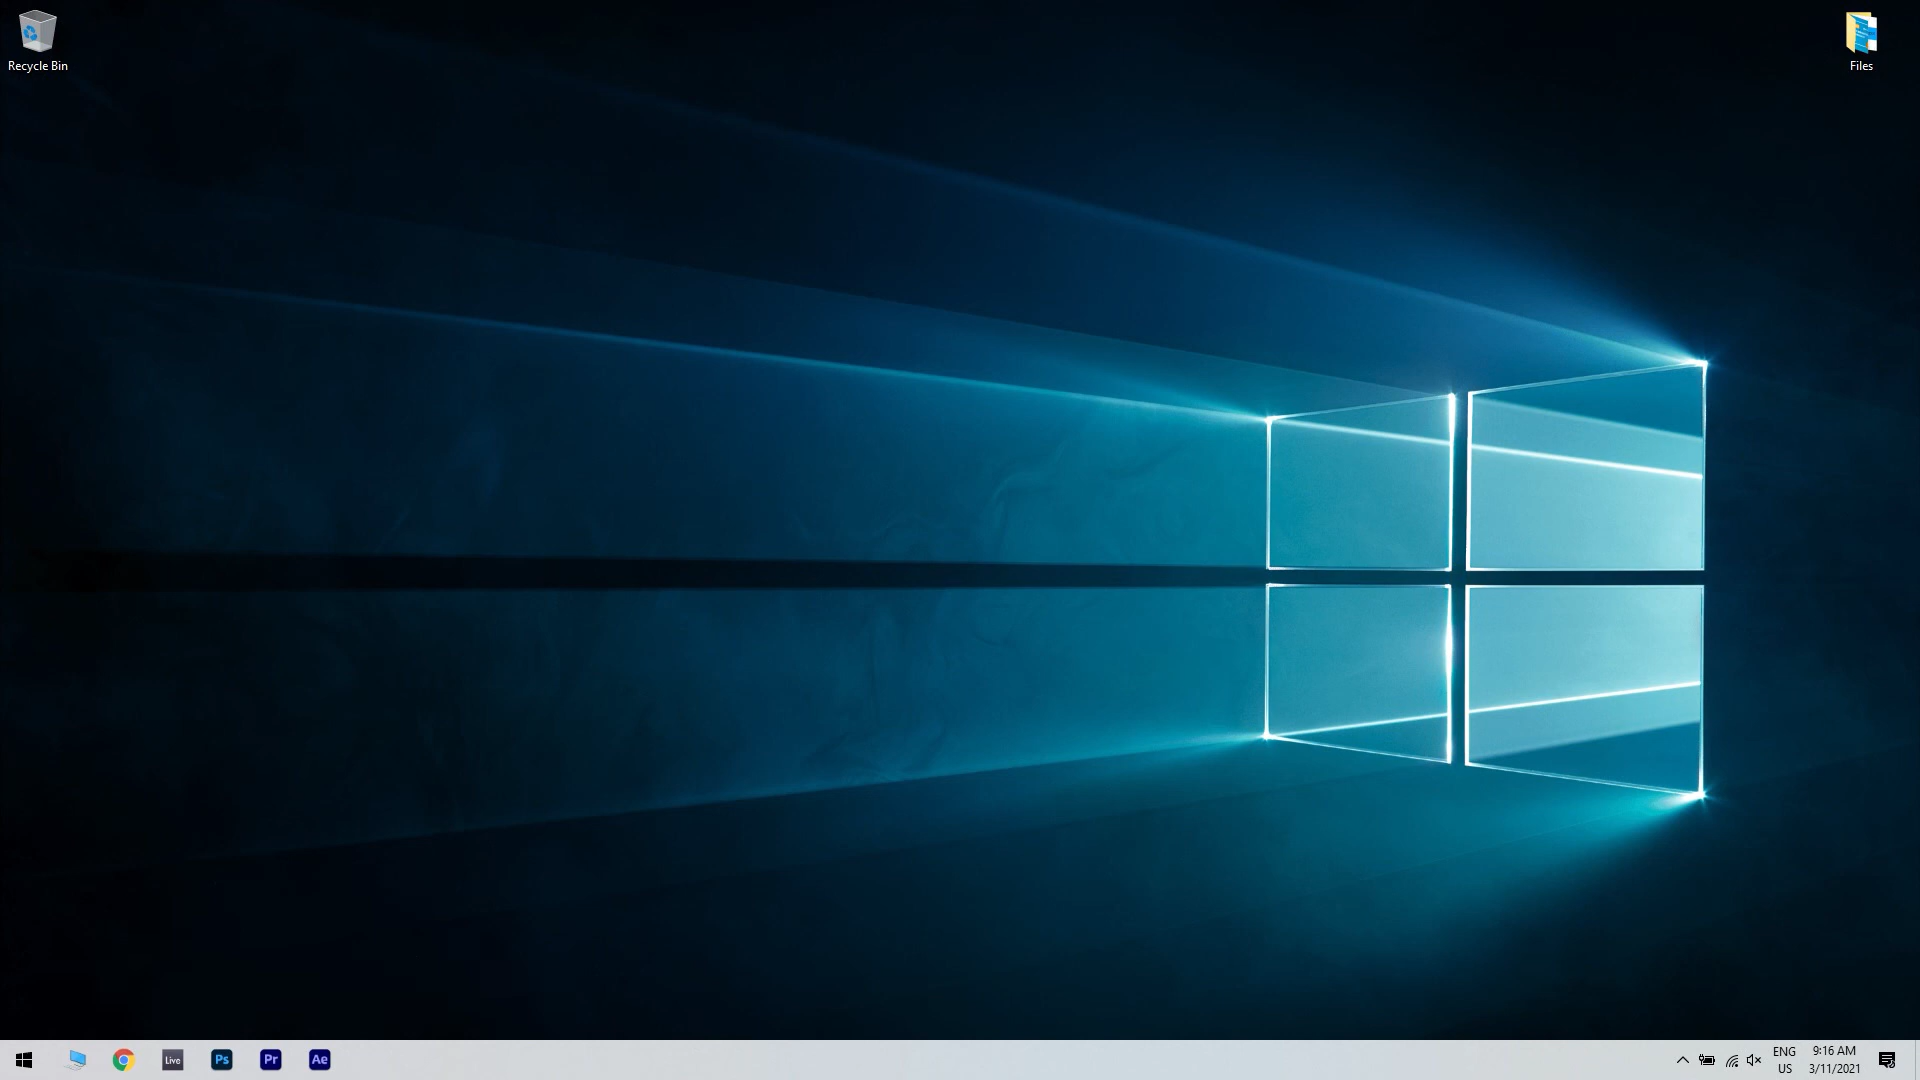 Recycle Bin
Files
Live
Ps
Pr
Ae
ENG
US
9:16 AM
3/11/2021